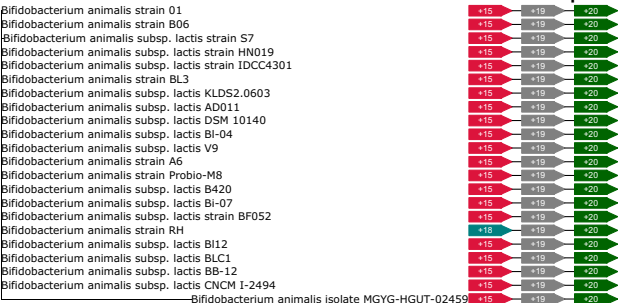 Bifidobacterium animalis strain 01 +15 +19 +20
Bifidobacterium animalis strain B06 +15 +19 +20
Bifidobacterium animalis subsp. lactis strain S7 +15 +19 +20
Bifidobacterium animalis subsp. lactis strain HN019 +15 +19 +20
Bifidobacterium animalis subsp. lactis strain IDCC4301 +15 +19 +20
Bifidobacterium animalis strain BL3 +15 +19 +20
Bifidobacterium animalis subsp. lactis KLDS2.0603 +15 +19 +20
Bifidobacterium animalis subsp. lactis AD011 +15 +19 +20
Bifidobacterium animalis subsp. lactis DSM 10140 +15 +19 +20
Bifidobacterium animalis subsp. lactis Bl-04 +15 +19 +20
Bifidobacterium animalis subsp. lactis V9 +15 +19 +20
Bifidobacterium animalis strain A6 +15 +19 +20
Bifidobacterium animalis strain Probio-M8 +15 +19 +20
Bifidobacterium animalis subsp. lactis B420 +15 +19 +20
Bifidobacterium animalis subsp. lactis Bi-07 +15 +19 +20
Bifidobacterium animalis subsp. lactis strain BF052 +15 +19 +20
Bifidobacterium animalis strain RH +18 +19 +20
Bifidobacterium animalis subsp. lactis Bl12 +15 +19 +20
Bifidobacterium animalis subsp. lactis BLC1 +15 +19 +20
Bifidobacterium animalis subsp. lactis BB-12 +15 +19 +20
Bifidobacterium animalis subsp. lactis CNCM I-2494 +15 +19 +20
Bifidobacterium animalis isolate MGYG-HGUT-02459 +15 +19 +20